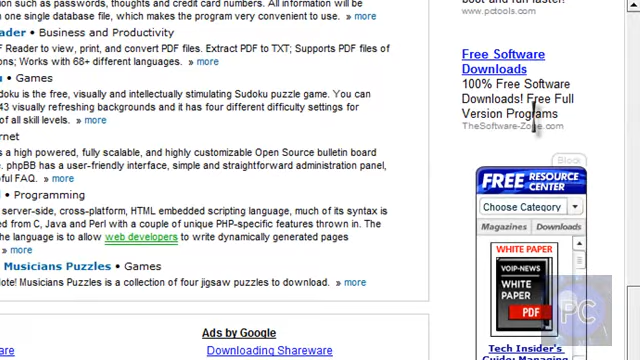 such as passwords, thoughts and credit card numbers. All information will be
one single database file, which makes the program very convenient to use. » more
ader • Business and Productivity
Reader to view, print, and convert PDF files. Extract PDF to TXT; Supports PDF files of
ons; Works with 68+ different languages. » more
• Games
doku is the free, visually and intellectually stimulating Sudoku puzzle game. You can
43 visually refreshing backgrounds and it has four different difficulty settings for
of all skill levels. » more
rnet
is a high powered, fully scalable, and highly customizable Open Source bulletin board
e. phpBB has a user-friendly interface, simple and straightforward administration panel,
pful FAQ. » more
• Programming
server-side, cross-platform, HTML embedded scripting language, much of its syntax is
ed from C, Java and Perl with a couple of unique PHP-specific features thrown in. The
the language is to allow web developers to write dynamically generated pages
» more
Musicians Puzzles • Games
ote! Musicians Puzzles is a collection of four jigsaw puzzles to download. » more
Ads by Google
are
Downloading Shareware
boost and run faster!
www.pctools.com
Free Software
Downloads
100% Free Software
Downloads! Free Full
Version Programs
TheSoftware-Zone.com
Block
FREE RESOURCE
CENTER
Choose Category
Magazines
Downloads
WHITE PAPER
VOIP-NEWS
WHITE
PAPER
PDF
Tech Insider's
Guide: Managing
PC